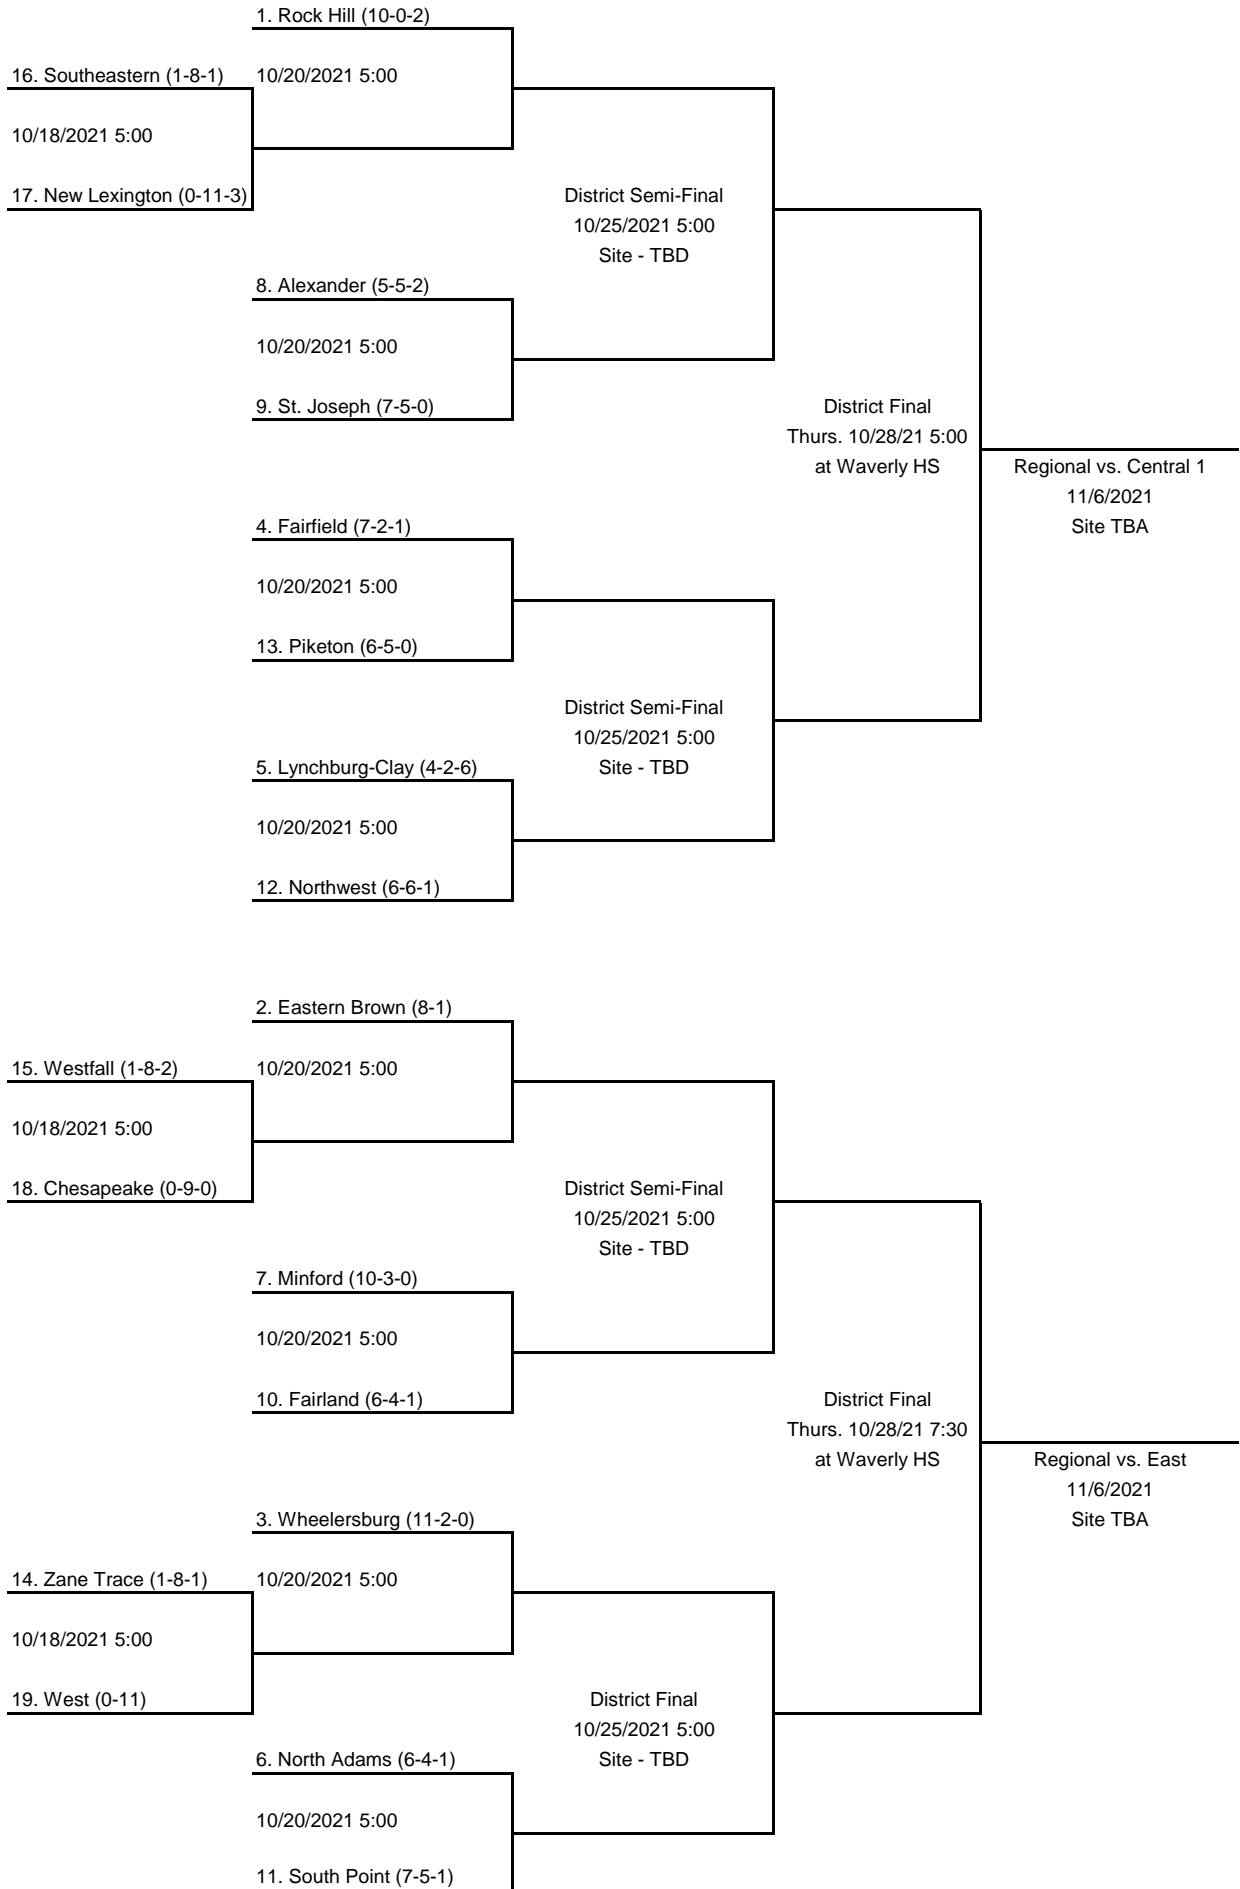 1. Rock Hill (10-0-2)
16. Southeastern (1-8-1)
10/20/2021 5:00
10/18/2021 5:00
17. New Lexington (0-11-3)
District Semi-Final
10/25/2021 5:00
Site - TBD
8. Alexander (5-5-2)
10/20/2021 5:00
9. St. Joseph (7-5-0)
District Final
Thurs. 10/28/21 5:00
at Waverly HS
Regional vs. Central 1
11/6/2021
Site TBA
4. Fairfield (7-2-1)
10/20/2021 5:00
13. Piketon (6-5-0)
District Semi-Final
10/25/2021 5:00
Site - TBD
5. Lynchburg-Clay (4-2-6)
10/20/2021 5:00
12. Northwest (6-6-1)
2. Eastern Brown (8-1)
15. Westfall (1-8-2)
10/20/2021 5:00
10/18/2021 5:00
18. Chesapeake (0-9-0)
District Semi-Final
10/25/2021 5:00
Site - TBD
7. Minford (10-3-0)
10/20/2021 5:00
10. Fairland (6-4-1)
District Final
Thurs. 10/28/21 7:30
at Waverly HS
Regional vs. East
11/6/2021
Site TBA
3. Wheelersburg (11-2-0)
14. Zane Trace (1-8-1)
10/20/2021 5:00
10/18/2021 5:00
19. West (0-11)
District Final
10/25/2021 5:00
Site - TBD
6. North Adams (6-4-1)
10/20/2021 5:00
11. South Point (7-5-1)